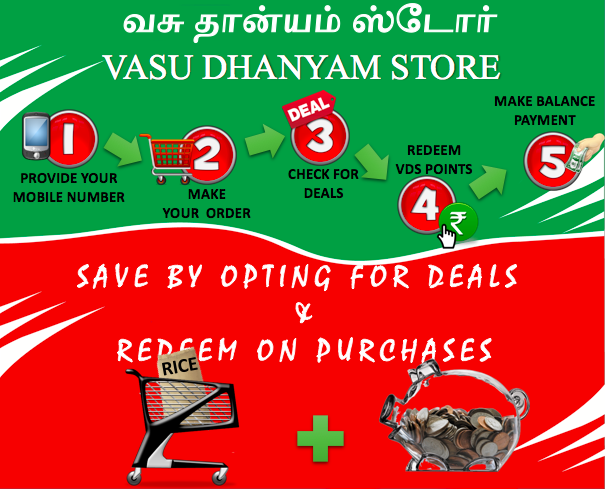 வசு தான்யம் ஸ்டோர்
VASU DHANYAM STORE
1
PROVIDE YOUR
MOBILE NUMBER
2
MAKE
YOUR ORDER
DEAL
3
CHECK FOR
DEALS
REDEEM
VDS POINTS
4
₹
MAKE BALANCE
PAYMENT
5
SAVE BY OPTING FOR DEALS
&
REDEEM ON PURCHASES
RICE